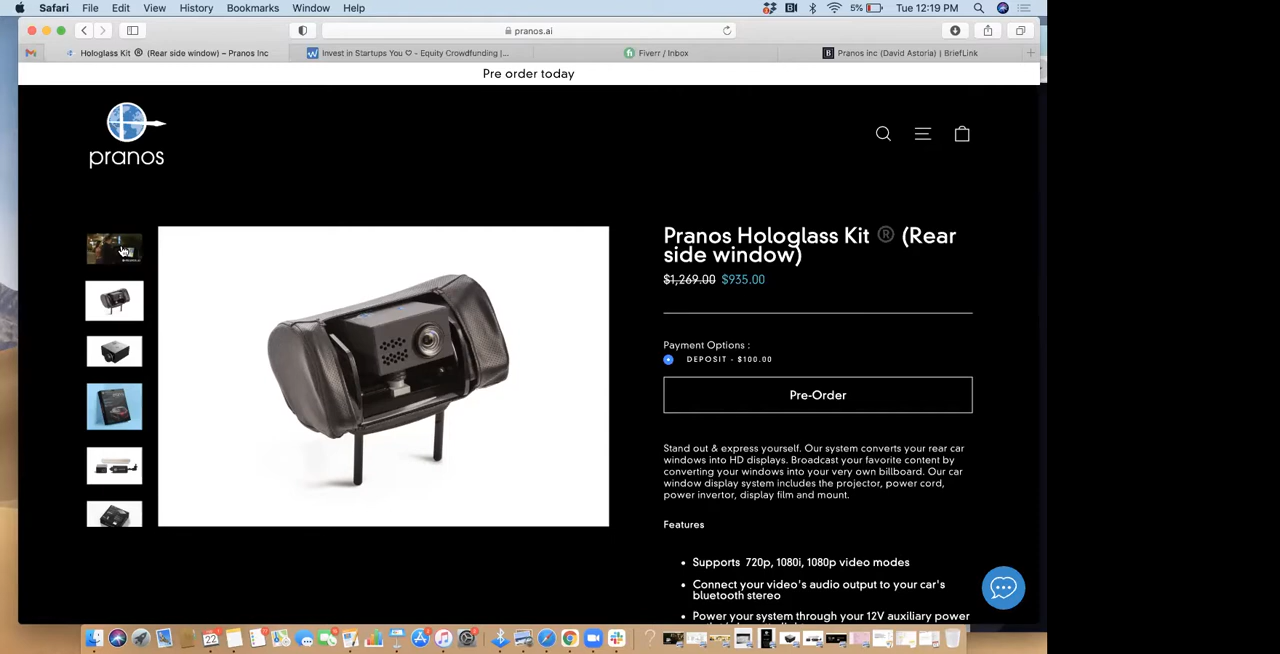 Safari File Edit View History Bookmarks Window Help
5% Tue 12:19 PM
pranos.ai
Hologlass Kit ® (Rear side window) – Pranos Inc
Invest in Startups You ♡ - Equity Crowdfunding |...
Fiverr / Inbox
Pranos inc (David Astoria) | BriefLink
Pre order today
pranos
Pranos Hologlass Kit ® (Rear
side window)
$1,269.00 $935.00
Payment Options :
DEPOSIT - $100.00
Pre-Order
Stand out & express yourself. Our system converts your rear car
windows into HD displays. Broadcast your favorite content by
converting your windows into your very own billboard. Our car
window display system includes the projector, power cord,
power invertor, display film and mount.
Features
Supports 720p, 1080i, 1080p video modes
Connect your video's audio output to your car's
bluetooth stereo
Power your system through your 12V auxiliary power
22